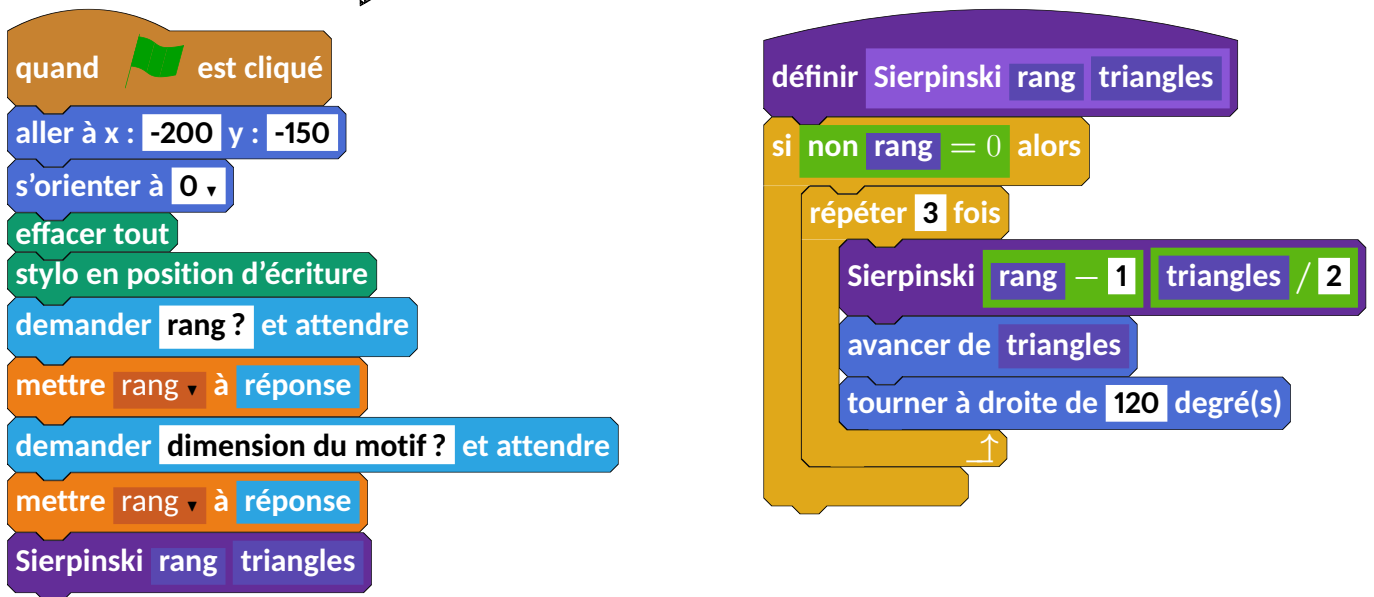 quand est cliqué
aller à x : -200 y : -150
s'orienter à 0
effacer tout
stylo en position d'écriture
demander rang ? et attendre
mettre rang à réponse
demander dimension du motif ? et attendre
mettre rang à réponse
Sierpinski rang triangles
définir Sierpinski rang triangles
si non rang = 0 alors
répéter 3 fois
Sierpinski rang − 1 triangles / 2
avancer de triangles
tourner à droite de 120 degré(s)